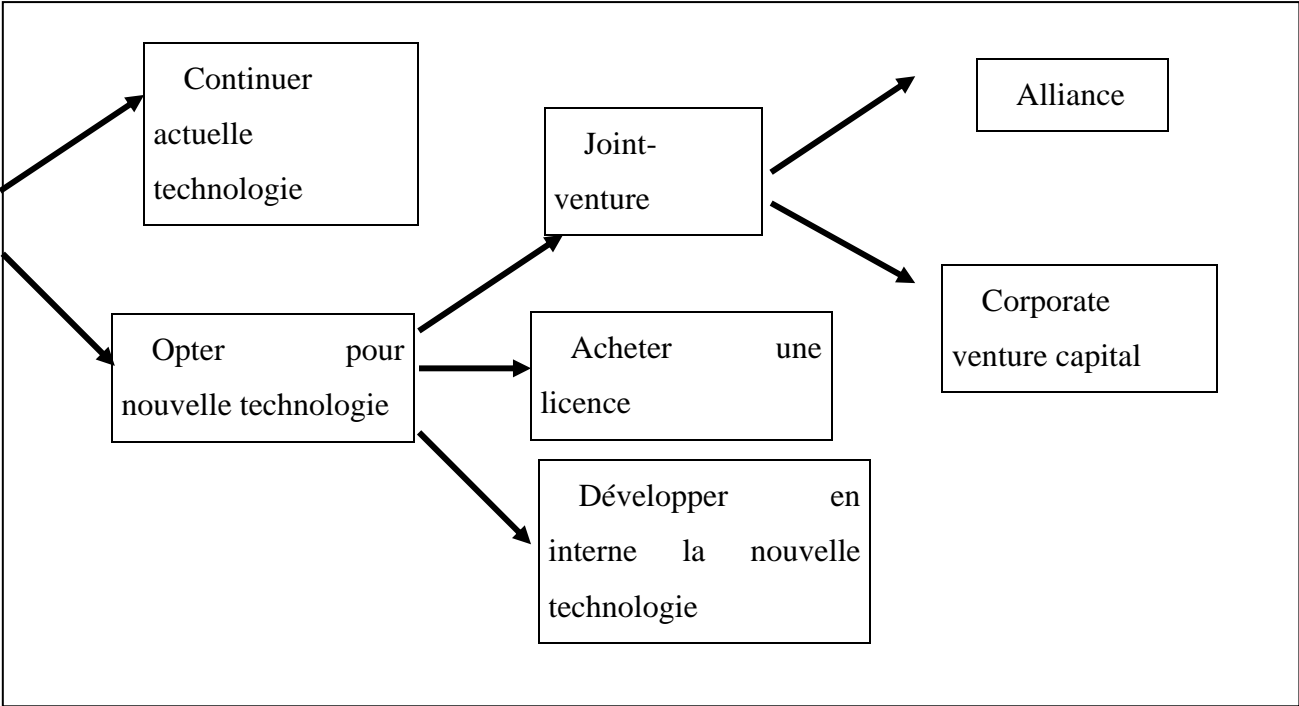 Continuer
actuelle
technologie
Opter pour
nouvelle technologie
Joint-
venture
Acheter une
licence
Développer en
interne la nouvelle
technologie
Alliance
Corporate
venture capital